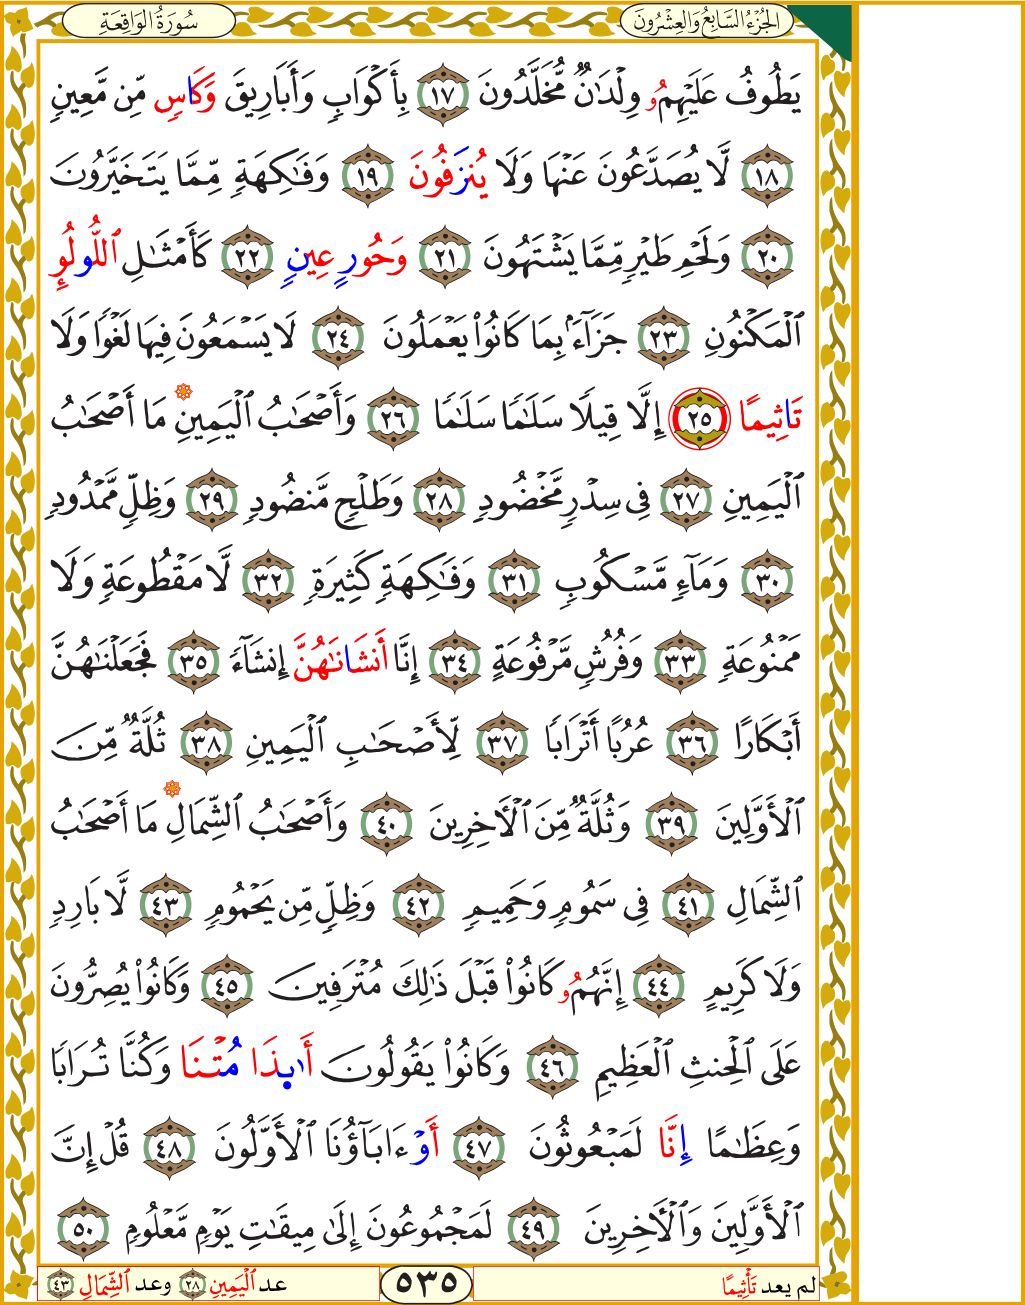 الجُزْءُ السَّابِعُ وَالعِشْرُونَ
سُورَةُ الوَاقِعَةِ
يَطُوفُ عَلَيْهِمُۥ وِلْدَٰنٌ مُّخَلَّدُونَ ١٧ بِأَكْوَابٍ وَأَبَارِيقَ وَكَاسٍ مِّن مَّعِينٍ
١٨ لَّا يُصَدَّعُونَ عَنْهَا وَلَا يُنزَفُونَ ١٩ وَفَٰكِهَةٍ مِّمَّا يَتَخَيَّرُونَ
٢٠ وَلَحْمِ طَيْرٍ مِّمَّا يَشْتَهُونَ ٢١ وَحُورٍ عِينٍ ٢٢ كَأَمْثَٰلِ ٱللُّولُوِٕ
ٱلْمَكْنُونِ ٢٣ جَزَآءَۢ بِمَا كَانُوا۟ يَعْمَلُونَ ٢٤ لَا يَسْمَعُونَ فِيهَا لَغْوًا وَلَا
تَاثِيمًا ٢٥ إِلَّا قِيلًا سَلَٰمًا سَلَٰمًا ٢٦ وَأَصْحَٰبُ ٱلْيَمِينِ مَا أَصْحَٰبُ
ٱلْيَمِينِ ٢٧ فِى سِدْرٍ مَّخْضُودٍ ٢٨ وَطَلْحٍ مَّنضُودٍ ٢٩ وَظِلٍّ مَّمْدُودٍ
٣٠ وَمَآءٍ مَّسْكُوبٍ ٣١ وَفَٰكِهَةٍ كَثِيرَةٍ ٣٢ لَّا مَقْطُوعَةٍ وَلَا
مَمْنُوعَةٍ ٣٣ وَفُرُشٍ مَّرْفُوعَةٍ ٣٤ إِنَّا أَنشَانَٰهُنَّ إِنشَآءً ٣٥ فَجَعَلْنَٰهُنَّ
أَبْكَارًا ٣٦ عُرُبًا أَتْرَابًا ٣٧ لِّأَصْحَٰبِ ٱلْيَمِينِ ٣٨ ثُلَّةٌ مِّنَ
ٱلْأَوَّلِينَ ٣٩ وَثُلَّةٌ مِّنَ ٱلْأَخِرِينَ ٤٠ وَأَصْحَٰبُ ٱلشِّمَالِ مَا أَصْحَٰبُ
ٱلشِّمَالِ ٤١ فِى سَمُومٍ وَحَمِيمٍ ٤٢ وَظِلٍّ مِّن يَحْمُومٍ ٤٣ لَّا بَارِدٍ
وَلَا كَرِيمٍ ٤٤ إِنَّهُمُۥ كَانُوا۟ قَبْلَ ذَٰلِكَ مُتْرَفِينَ ٤٥ وَكَانُوا۟ يُصِرُّونَ
عَلَى ٱلْحِنثِ ٱلْعَظِيمِ ٤٦ وَكَانُوا۟ يَقُولُونَ أَٰ۪ذَا مُتْنَا وَكُنَّا تُرَابًا
وَعِظَٰمًا إِنَّا لَمَبْعُوثُونَ ٤٧ أَوْ ءَابَآؤُنَا ٱلْأَوَّلُونَ ٤٨ قُلْ إِنَّ
ٱلْأَوَّلِينَ وَٱلْأَخِرِينَ ٤٩ لَمَجْمُوعُونَ إِلَىٰ مِيقَٰتِ يَوْمٍ مَّعْلُومٍ ٥٠
لم يعد تَأْثِيمًا
٥٣٥
عد ٱلْيَمِينِ ٢٨ وعد ٱلشِّمَالِ ٤٣